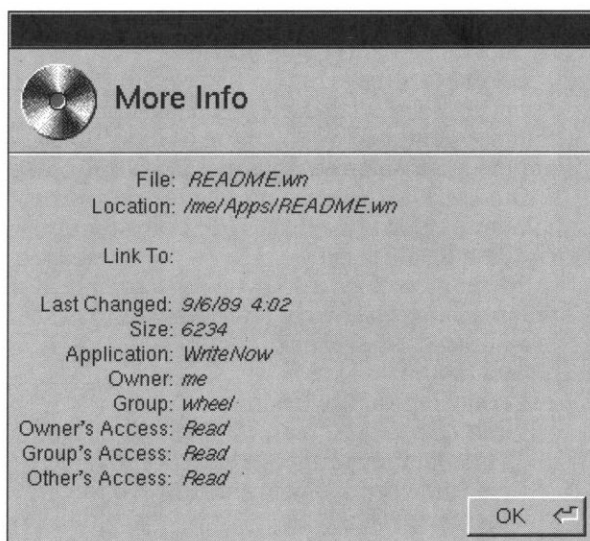 More Info
File: README.wn
Location: /me/Apps/README.wn
Link To:
Last Changed: 9/6/89 4:02
Size: 6234
Application: WriteNow
Owner: me
Group: wheel
Owner's Access: Read
Group's Access: Read
Other's Access: Read
OK